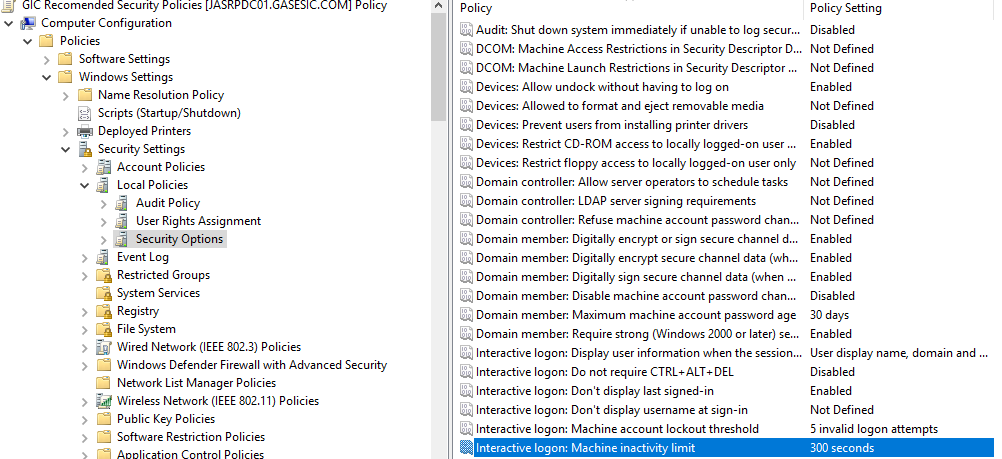 GIC Recomended Security Policies [JASRPDC01.GASESIC.COM] Policy
Computer Configuration
Policies
Software Settings
Windows Settings
Name Resolution Policy
Scripts (Startup/Shutdown)
Deployed Printers
Security Settings
Account Policies
Local Policies
Audit Policy
User Rights Assignment
Security Options
Event Log
Restricted Groups
System Services
Registry
File System
Wired Network (IEEE 802.3) Policies
Windows Defender Firewall with Advanced Security
Network List Manager Policies
Wireless Network (IEEE 802.11) Policies
Public Key Policies
Software Restriction Policies
Application Control Policies
Policy Policy Setting
Audit: Shut down system immediately if unable to log secur... Disabled
DCOM: Machine Access Restrictions in Security Descriptor D... Not Defined
DCOM: Machine Launch Restrictions in Security Descriptor ... Not Defined
Devices: Allow undock without having to log on Enabled
Devices: Allowed to format and eject removable media Not Defined
Devices: Prevent users from installing printer drivers Disabled
Devices: Restrict CD-ROM access to locally logged-on user ... Enabled
Devices: Restrict floppy access to locally logged-on user only Not Defined
Domain controller: Allow server operators to schedule tasks Not Defined
Domain controller: LDAP server signing requirements Not Defined
Domain controller: Refuse machine account password chan... Not Defined
Domain member: Digitally encrypt or sign secure channel d... Enabled
Domain member: Digitally encrypt secure channel data (wh... Enabled
Domain member: Digitally sign secure channel data (when ... Enabled
Domain member: Disable machine account password chan... Disabled
Domain member: Maximum machine account password age 30 days
Domain member: Require strong (Windows 2000 or later) se... Enabled
Interactive logon: Display user information when the session... User display name, domain and ...
Interactive logon: Do not require CTRL+ALT+DEL Disabled
Interactive logon: Don't display last signed-in Enabled
Interactive logon: Don't display username at sign-in Not Defined
Interactive logon: Machine account lockout threshold 5 invalid logon attempts
Interactive logon: Machine inactivity limit 300 seconds